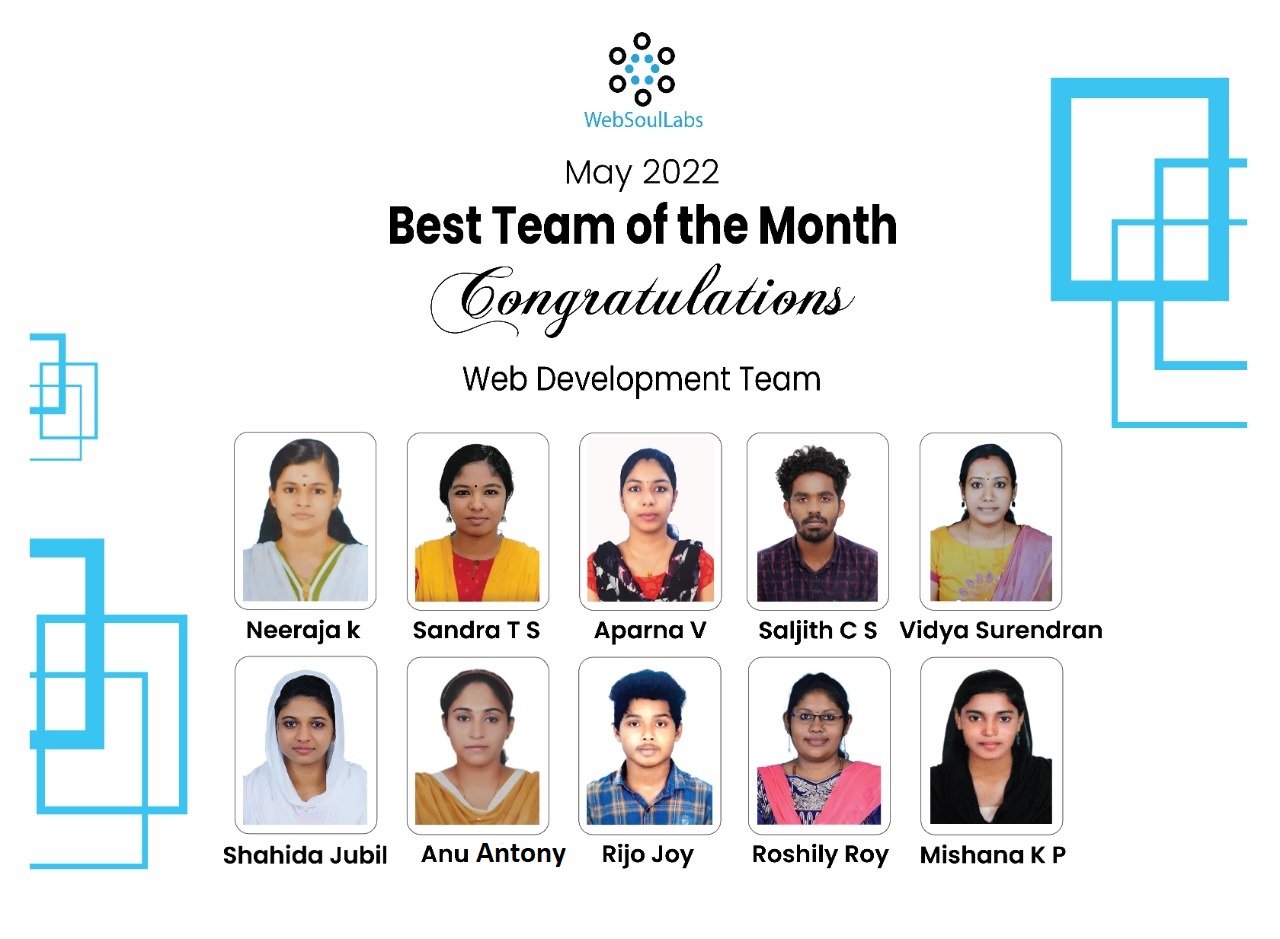 WebSoulLabs
May 2022
Best Team of the Month
Congratulations
Web Development Team
Neeraja k Sandra T S Aparna V Saljith C S Vidya Surendran
Shahida Jubil Anu Antony Rijo Joy Roshily Roy Mishana K P